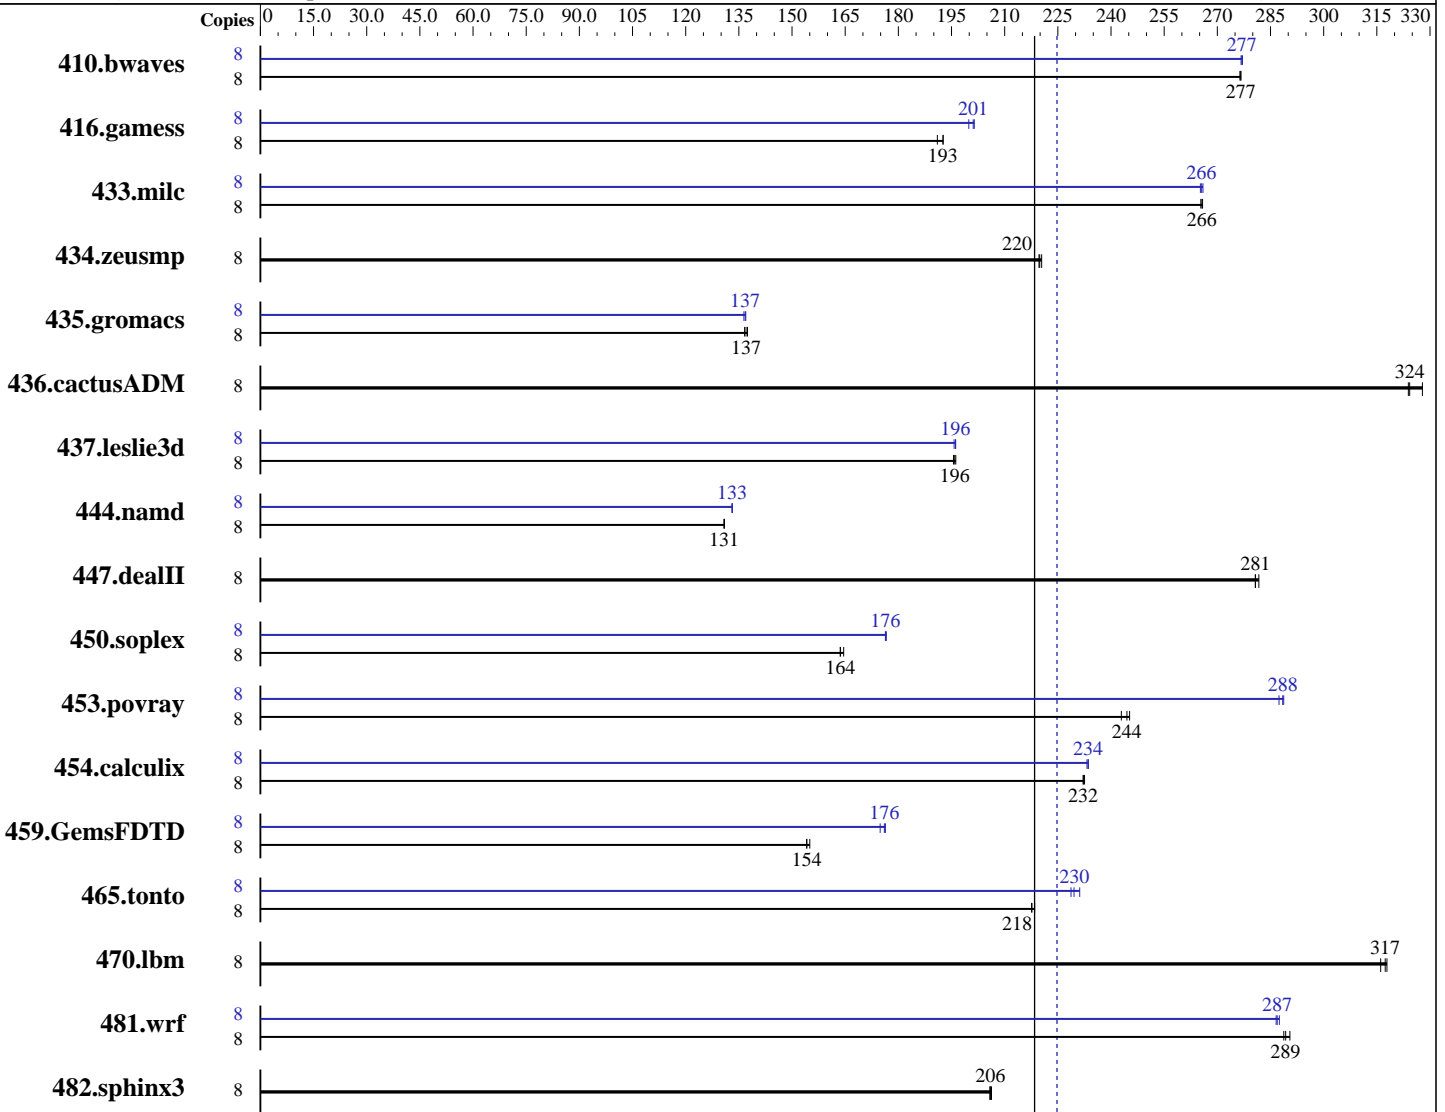 Copies 0 15.0 30.0 45.0 60.0 75.0 90.0 105 120 135 150 165 180 195 210 225 240 255 270 285 300 315 330
410.bwaves 8 277
8 277
416.gamess 8 201
8 193
433.milc 8 266
8 266
434.zeusmp 8 220
435.gromacs 8 137
8 137
436.cactusADM 8 324
437.leslie3d 8 196
8 196
444.namd 8 133
8 131
447.dealII 8 281
450.soplex 8 176
8 164
453.povray 8 288
8 244
454.calculix 8 234
8 232
459.GemsFDTD 8 176
8 154
465.tonto 8 230
8 218
470.lbm 8 317
481.wrf 8 287
8 289
482.sphinx3 8 206